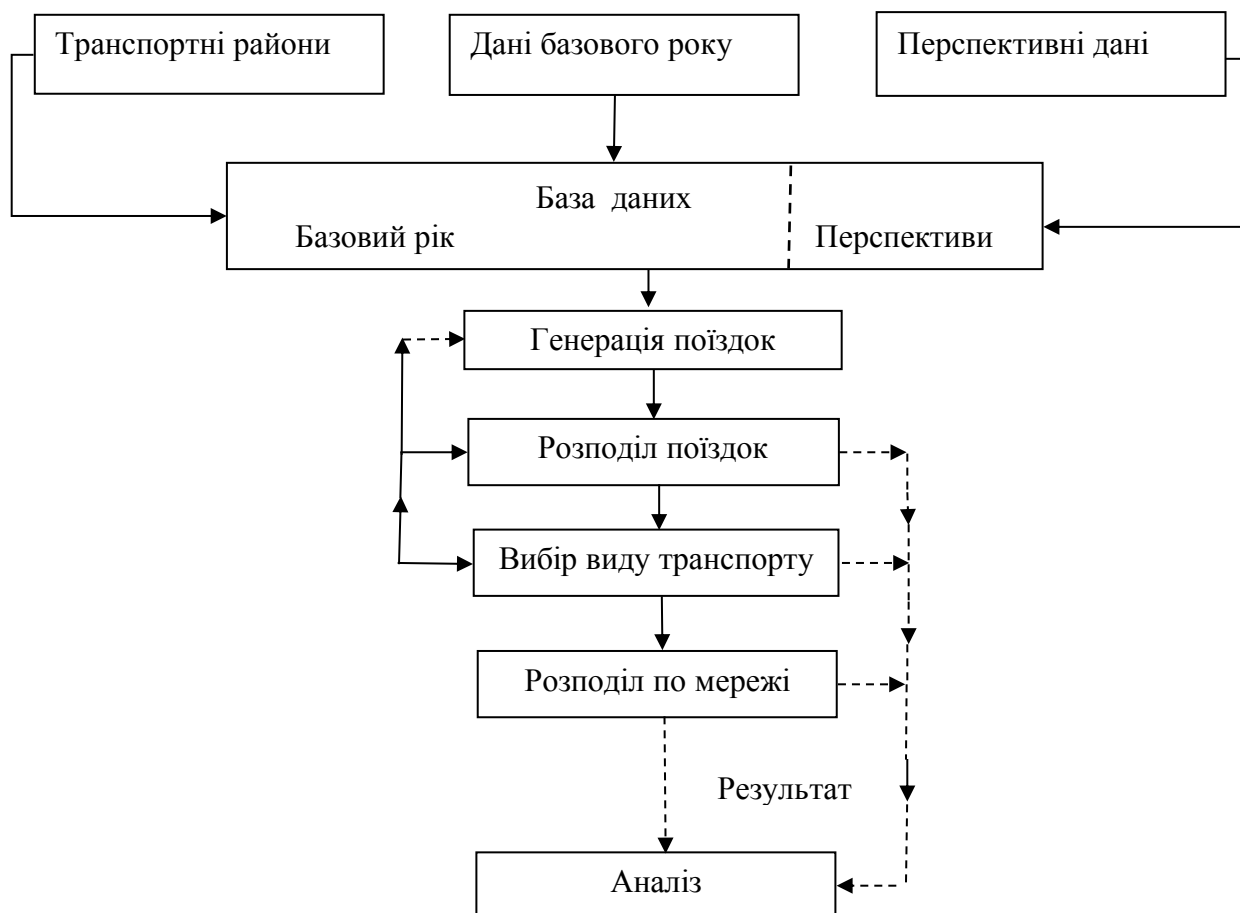 Транспортні райони
Дані базового року
Перспективні дані
База даних
Базовий рік
Перспективи
Генерація поїздок
Розподіл поїздок
Вибір виду транспорту
Розподіл по мережі
Результат
Аналіз